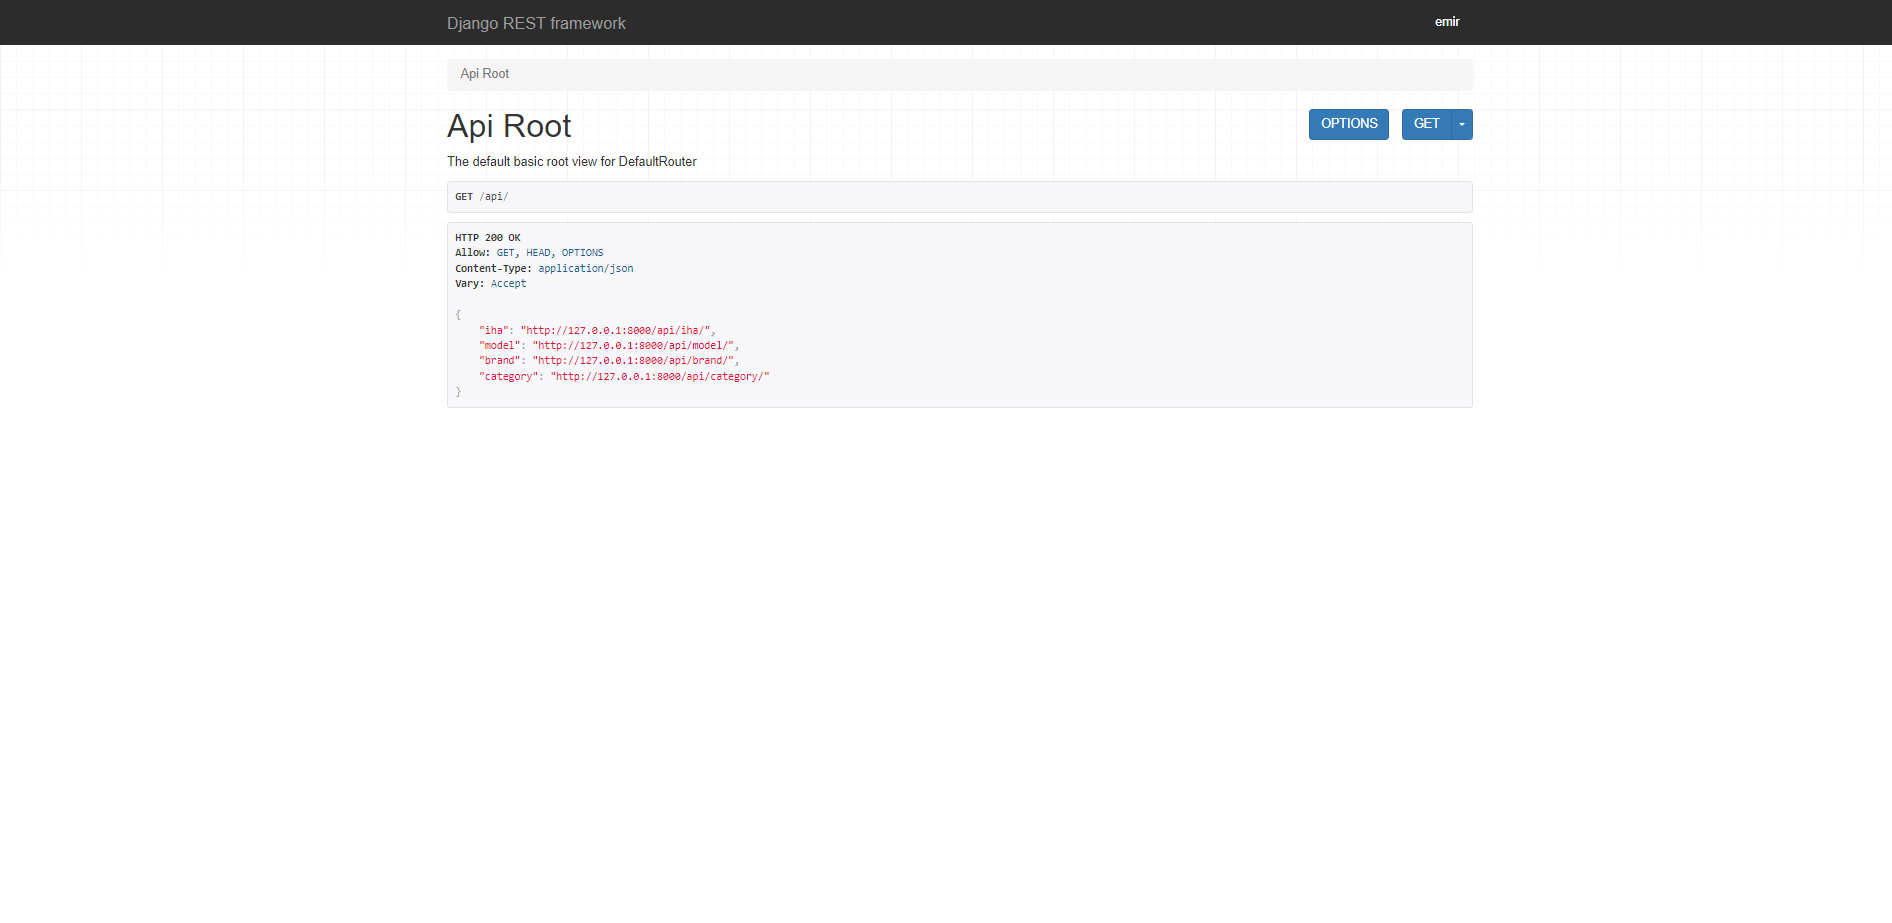 Django REST framework
emir
Api Root
Api Root
OPTIONS
GET
The default basic root view for DefaultRouter
GET /api/
HTTP 200 OK
Allow: GET, HEAD, OPTIONS
Content-Type: application/json
Vary: Accept
{
    "iha": "http://127.0.0.1:8000/api/iha/",
    "model": "http://127.0.0.1:8000/api/model/",
    "brand": "http://127.0.0.1:8000/api/brand/",
    "category": "http://127.0.0.1:8000/api/category/"
}